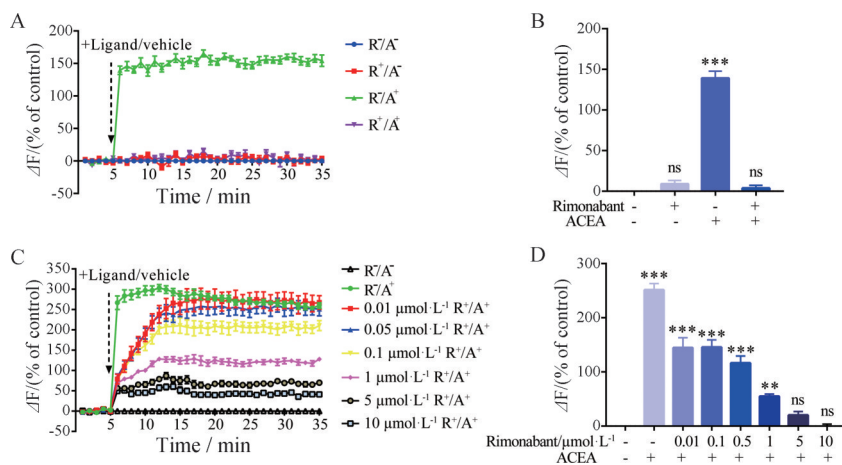 A
+Ligand/vehicle
ΔF/(% of control)
200
150
100
50
0
-50
5 10 15 20 25 30 35
Time / min
R⁻/A⁻
R⁺/A⁻
R⁻/A⁺
R⁺/A⁺
B
ΔF/(% of control)
200
150
100
50
0
***
ns
ns
Rimonabant - + - +
ACEA - - + +
C
+Ligand/vehicle
ΔF/(% of control)
350
300
250
200
150
100
50
0
-50
5 10 15 20 25 30 35
Time / min
R⁻/A⁻
R⁻/A⁺
0.01 μmol·L⁻¹ R⁺/A⁺
0.05 μmol·L⁻¹ R⁺/A⁺
0.1 μmol·L⁻¹ R⁺/A⁺
1 μmol·L⁻¹ R⁺/A⁺
5 μmol·L⁻¹ R⁺/A⁺
10 μmol·L⁻¹ R⁺/A⁺
D
ΔF/(% of control)
300
200
100
0
***
*** ***
***
**
ns
ns
Rimonabant/μmol·L⁻¹ - - 0.01 0.1 0.5 1 5 10
ACEA - + + + + + + +